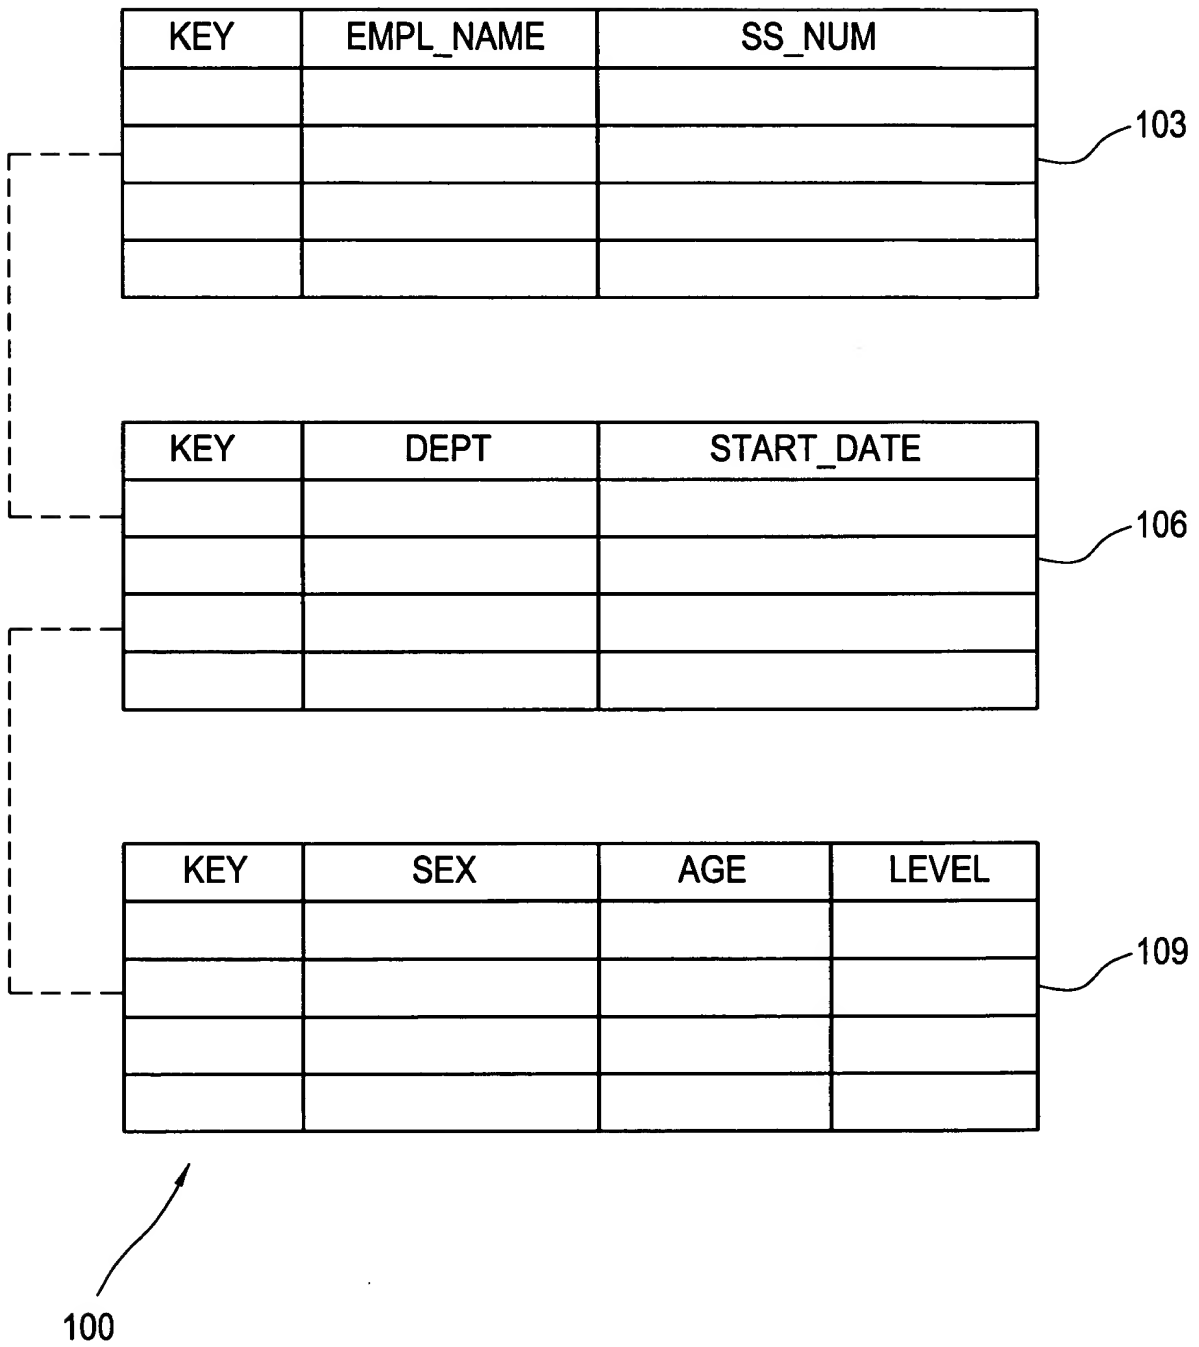 KEY EMPL_NAME SS_NUM
103
KEY DEPT START_DATE
106
KEY SEX AGE LEVEL
109
100